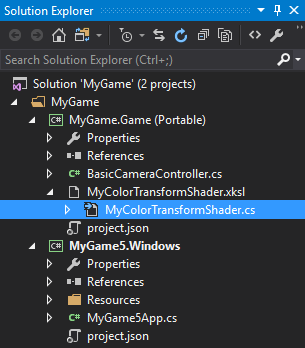 Solution Explorer
Search Solution Explorer (Ctrl+;)
Solution 'MyGame' (2 projects)
MyGame
C# MyGame.Game (Portable)
Properties
References
C# BasicCameraController.cs
MyColorTransformShader.xksl
MyColorTransformShader.cs
project.json
C# MyGame5.Windows
Properties
References
Resources
C# MyGame5App.cs
project.json